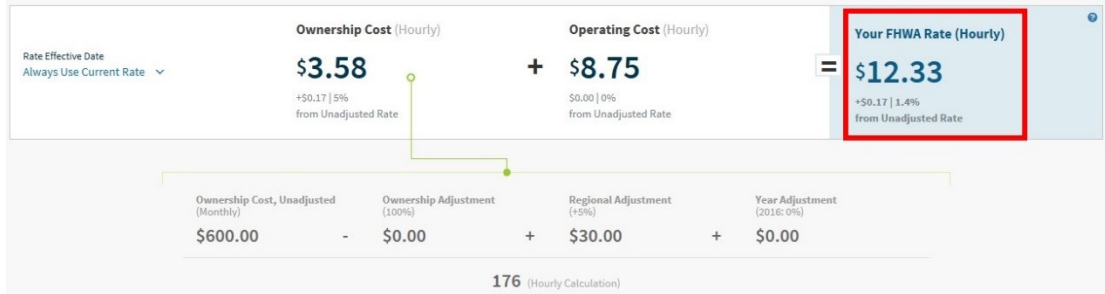 Rate Effective Date
Always Use Current Rate
Ownership Cost (Hourly)
$3.58
+$0.17 | 5%
from Unadjusted Rate
+
Operating Cost (Hourly)
$8.75
$0.00 | 0%
from Unadjusted Rate
=
Your FHWA Rate (Hourly)
$12.33
+$0.17 | 1.4%
from Unadjusted Rate
?
Ownership Cost, Unadjusted
(Monthly)
$600.00
-
Ownership Adjustment
(100%)
$0.00
+
Regional Adjustment
(+5%)
$30.00
+
Year Adjustment
(2016: 0%)
$0.00
176 (Hourly Calculation)